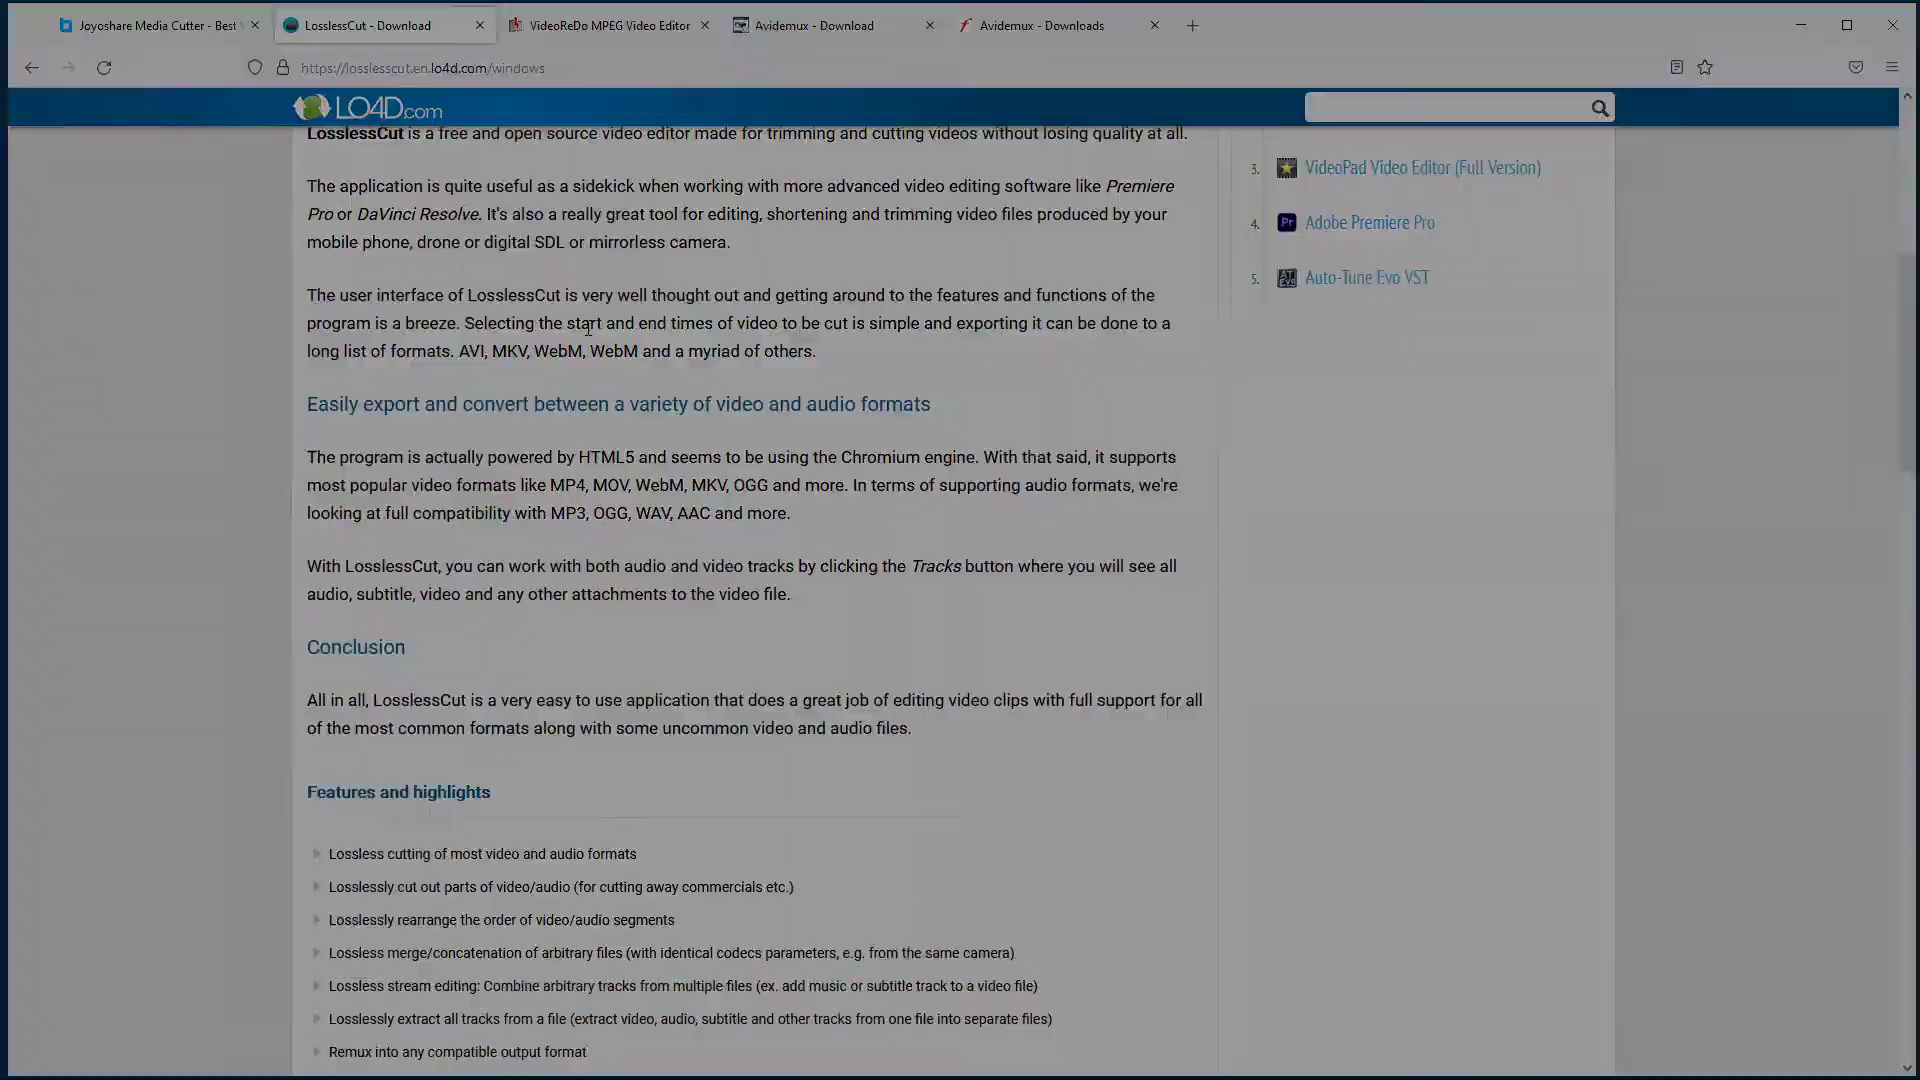 Joyoshare Media Cutter - Best
LosslessCut - Download
VideoReDo MPEG Video Editor
Avidemux - Download
Avidemux - Downloads
https://losslesscut.en.lo4d.com/windows
LO4D.com
LosslessCut is a free and open source video editor made for trimming and cutting videos without losing quality at all.
The application is quite useful as a sidekick when working with more advanced video editing software like Premiere
Pro or DaVinci Resolve. It's also a really great tool for editing, shortening and trimming video files produced by your
mobile phone, drone or digital SDL or mirrorless camera.
The user interface of LosslessCut is very well thought out and getting around to the features and functions of the
program is a breeze. Selecting the start and end times of video to be cut is simple and exporting it can be done to a
long list of formats. AVI, MKV, WebM, WebM and a myriad of others.
Easily export and convert between a variety of video and audio formats
The program is actually powered by HTML5 and seems to be using the Chromium engine. With that said, it supports
most popular video formats like MP4, MOV, WebM, MKV, OGG and more. In terms of supporting audio formats, we're
looking at full compatibility with MP3, OGG, WAV, AAC and more.
With LosslessCut, you can work with both audio and video tracks by clicking the Tracks button where you will see all
audio, subtitle, video and any other attachments to the video file.
Conclusion
All in all, LosslessCut is a very easy to use application that does a great job of editing video clips with full support for all
of the most common formats along with some uncommon video and audio files.
Features and highlights
Lossless cutting of most video and audio formats
Losslessly cut out parts of video/audio (for cutting away commercials etc.)
Losslessly rearrange the order of video/audio segments
Lossless merge/concatenation of arbitrary files (with identical codecs parameters, e.g. from the same camera)
Lossless stream editing: Combine arbitrary tracks from multiple files (ex. add music or subtitle track to a video file)
Losslessly extract all tracks from a file (extract video, audio, subtitle and other tracks from one file into separate files)
Remux into any compatible output format
3. VideoPad Video Editor (Full Version)
4. Pr Adobe Premiere Pro
5. Auto-Tune Evo VST